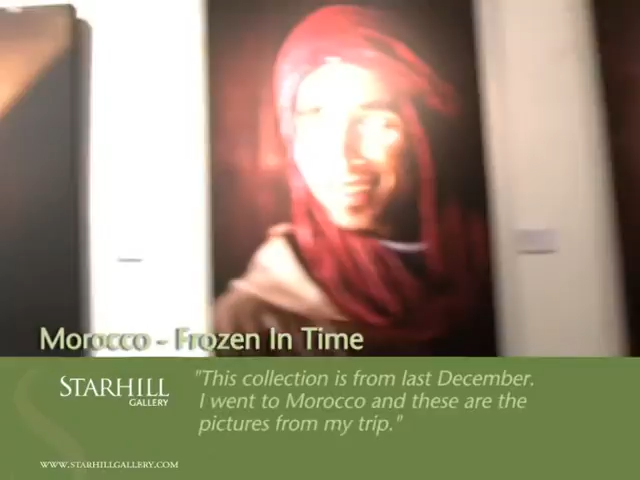 Morocco - Frozen In Time
STARHILL
GALLERY
"This collection is from last December.
I went to Morocco and these are the
pictures from my trip."
WWW.STARHILLGALLERY.COM